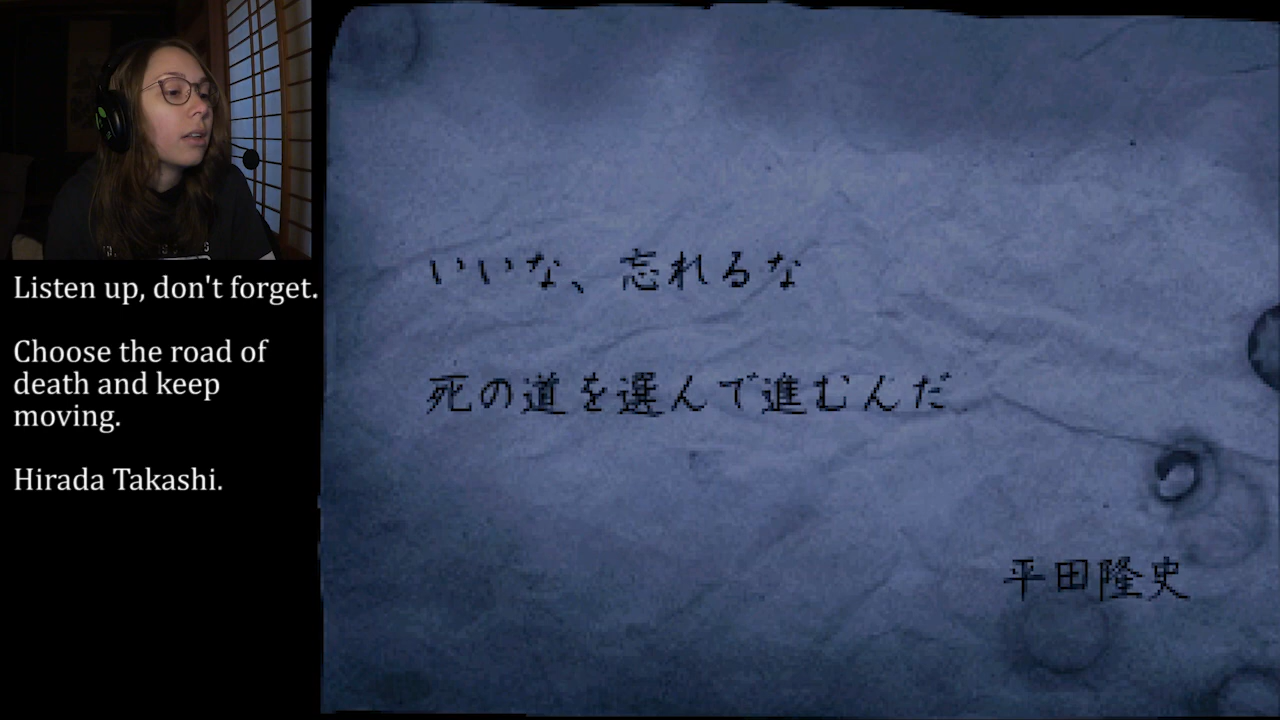 Listen up, don't forget.
Choose the road of
death and keep
moving.
Hirada Takashi.
いいな、忘れるな
死の道を選んで進むんだ
平田隆史